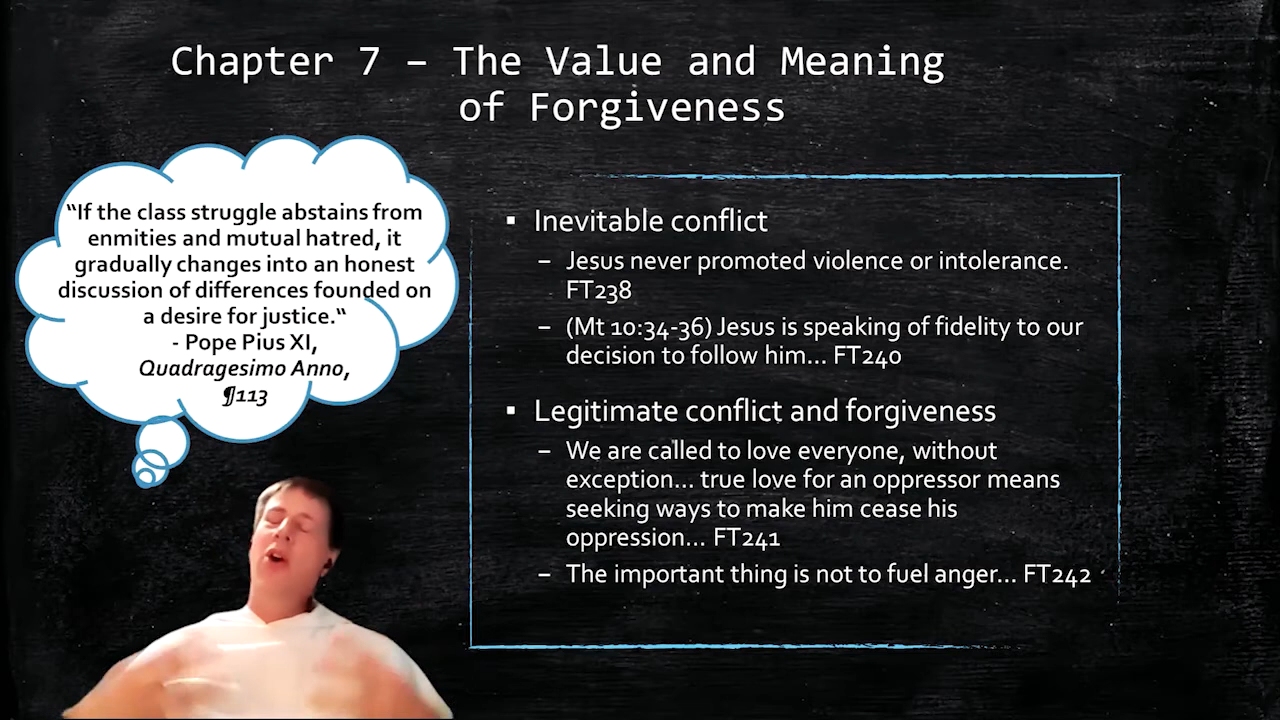 Chapter 7 – The Value and Meaning
of Forgiveness
“If the class struggle abstains from
enmities and mutual hatred, it
gradually changes into an honest
discussion of differences founded on
a desire for justice.“
- Pope Pius XI,
Quadragesimo Anno,
¶113
▪ Inevitable conflict
– Jesus never promoted violence or intolerance.
FT238
– (Mt 10:34-36) Jesus is speaking of fidelity to our
decision to follow him… FT240
▪ Legitimate conflict and forgiveness
– We are called to love everyone, without
exception… true love for an oppressor means
seeking ways to make him cease his
oppression… FT241
– The important thing is not to fuel anger… FT242